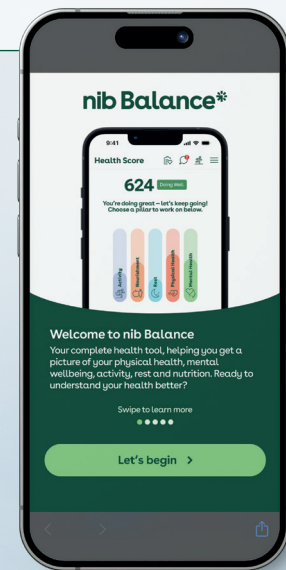 nib Balance*
9:41
Health Score
624 Doing Well
You're doing great – let's keep going!
Choose a pillar to work on below.
Activity
Nourishment
Rest
Physical Health
Mental Health
Welcome to nib Balance
Your complete health tool, helping you get a
picture of your physical health, mental
wellbeing, activity, rest and nutrition. Ready to
understand your health better?
Swipe to learn more
Let's begin >